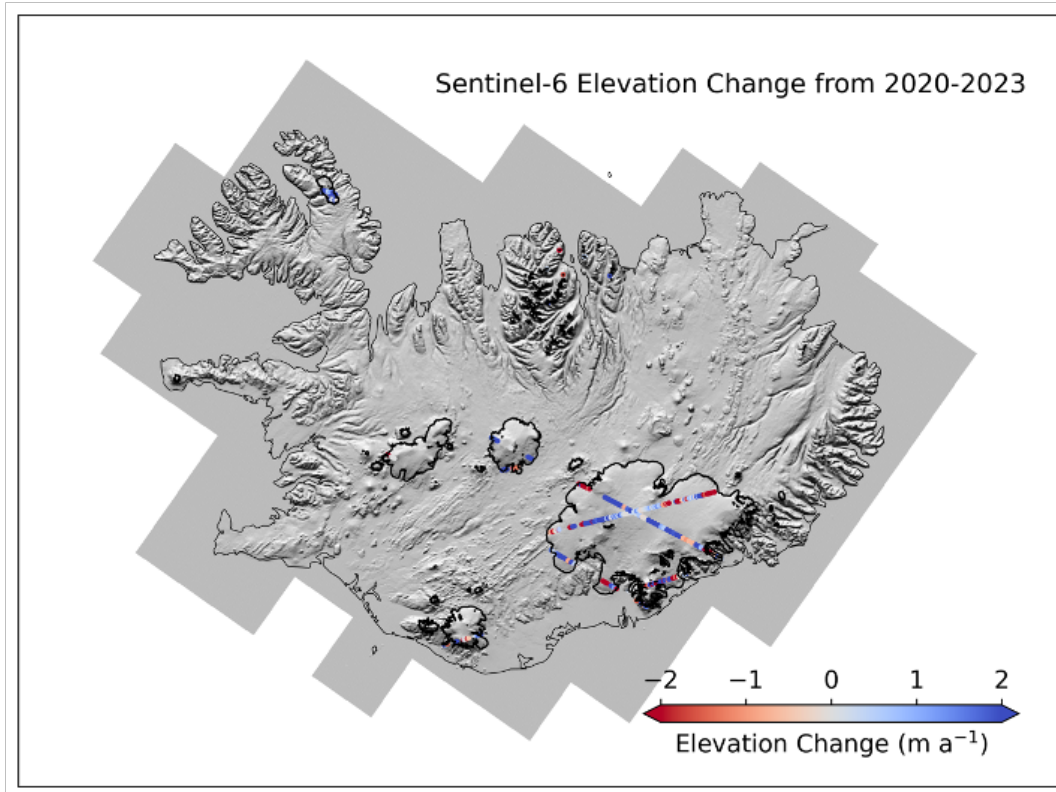 Sentinel-6 Elevation Change from 2020-2023
−2 −1 0 1 2
Elevation Change (m a⁻¹)